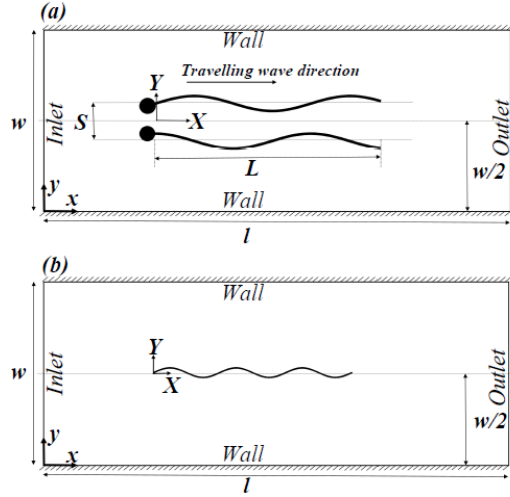 (a)
Wall
Travelling wave direction
Y
w
Inlet
S
X
Outlet
L
w/2
y
Wall
x
l
(b)
Wall
Y
w
Inlet
X
Outlet
w/2
y
Wall
x
l